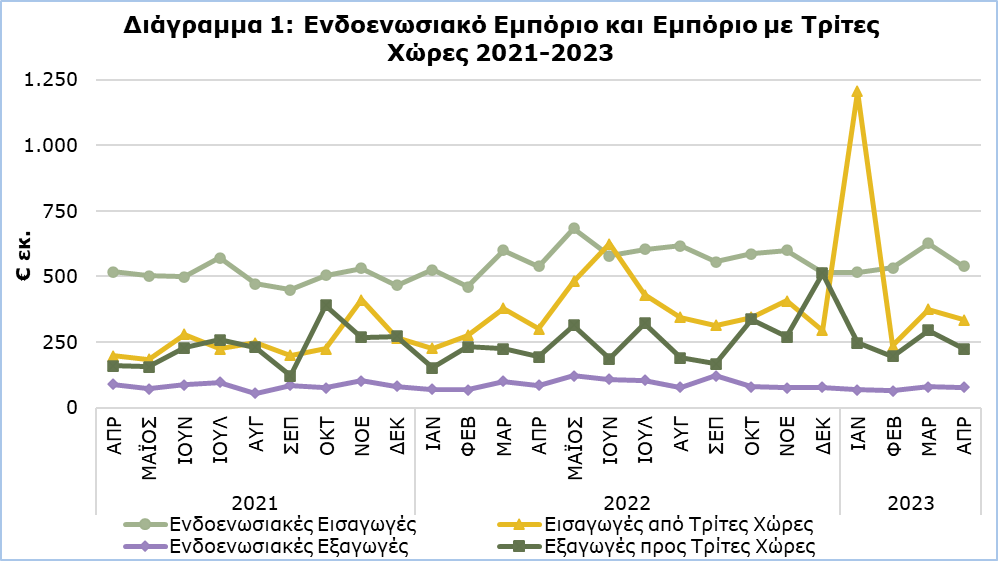 Διάγραμμα 1: Ενδοενωσιακό Εμπόριο και Εμπόριο με Τρίτες
Χώρες 2021-2023
€ εκ.
1.250
1.000
750
500
250
0
ΑΠΡ
ΜΑΪΟΣ
ΙΟΥΝ
ΙΟΥΛ
ΑΥΓ
ΣΕΠ
ΟΚΤ
ΝΟΕ
ΔΕΚ
ΙΑΝ
ΦΕΒ
ΜΑΡ
ΑΠΡ
ΜΑΪΟΣ
ΙΟΥΝ
ΙΟΥΛ
ΑΥΓ
ΣΕΠ
ΟΚΤ
ΝΟΕ
ΔΕΚ
ΙΑΝ
ΦΕΒ
ΜΑΡ
ΑΠΡ
2021 2022 2023
Ενδοενωσιακές Εισαγωγές Εισαγωγές από Τρίτες Χώρες
Ενδοενωσιακές Εξαγωγές Εξαγωγές προς Τρίτες Χώρες